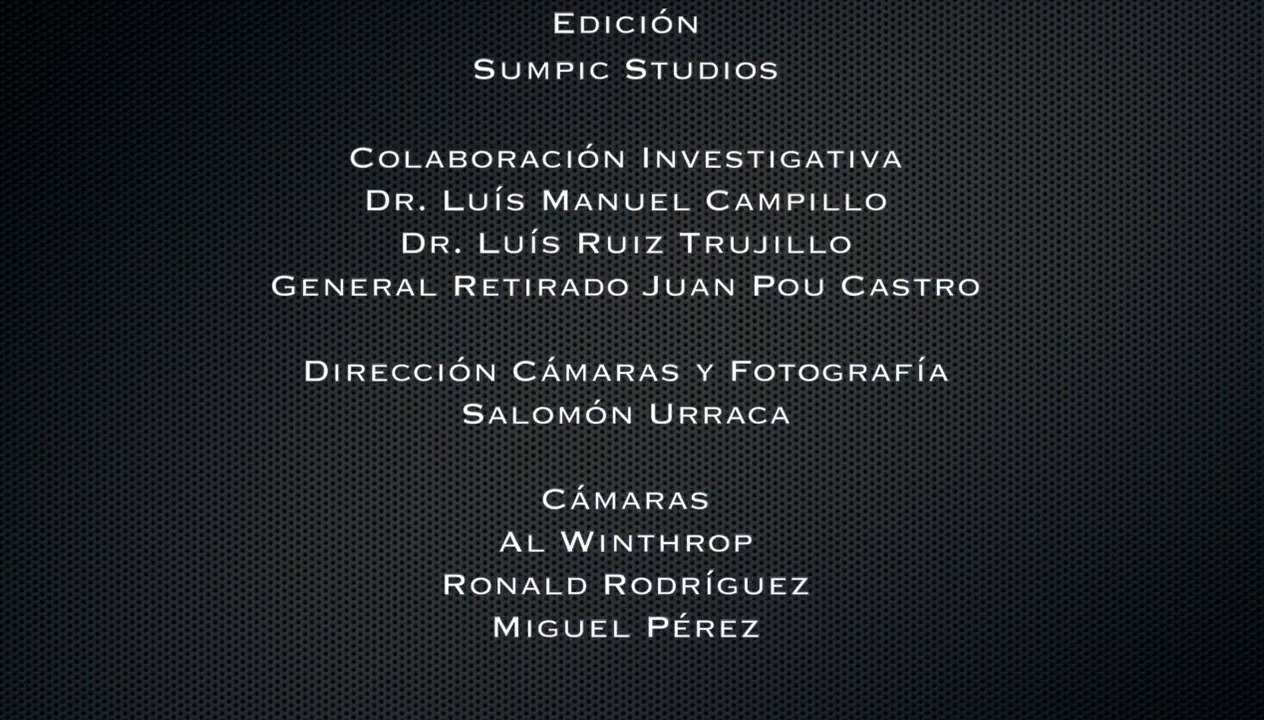 Edición
Sumpic Studios
Colaboración Investigativa
Dr. Luís Manuel Campillo
Dr. Luís Ruiz Trujillo
General Retirado Juan Pou Castro
Dirección Cámaras y Fotografía
Salomón Urraca
Cámaras
Al Winthrop
Ronald Rodríguez
Miguel Pérez